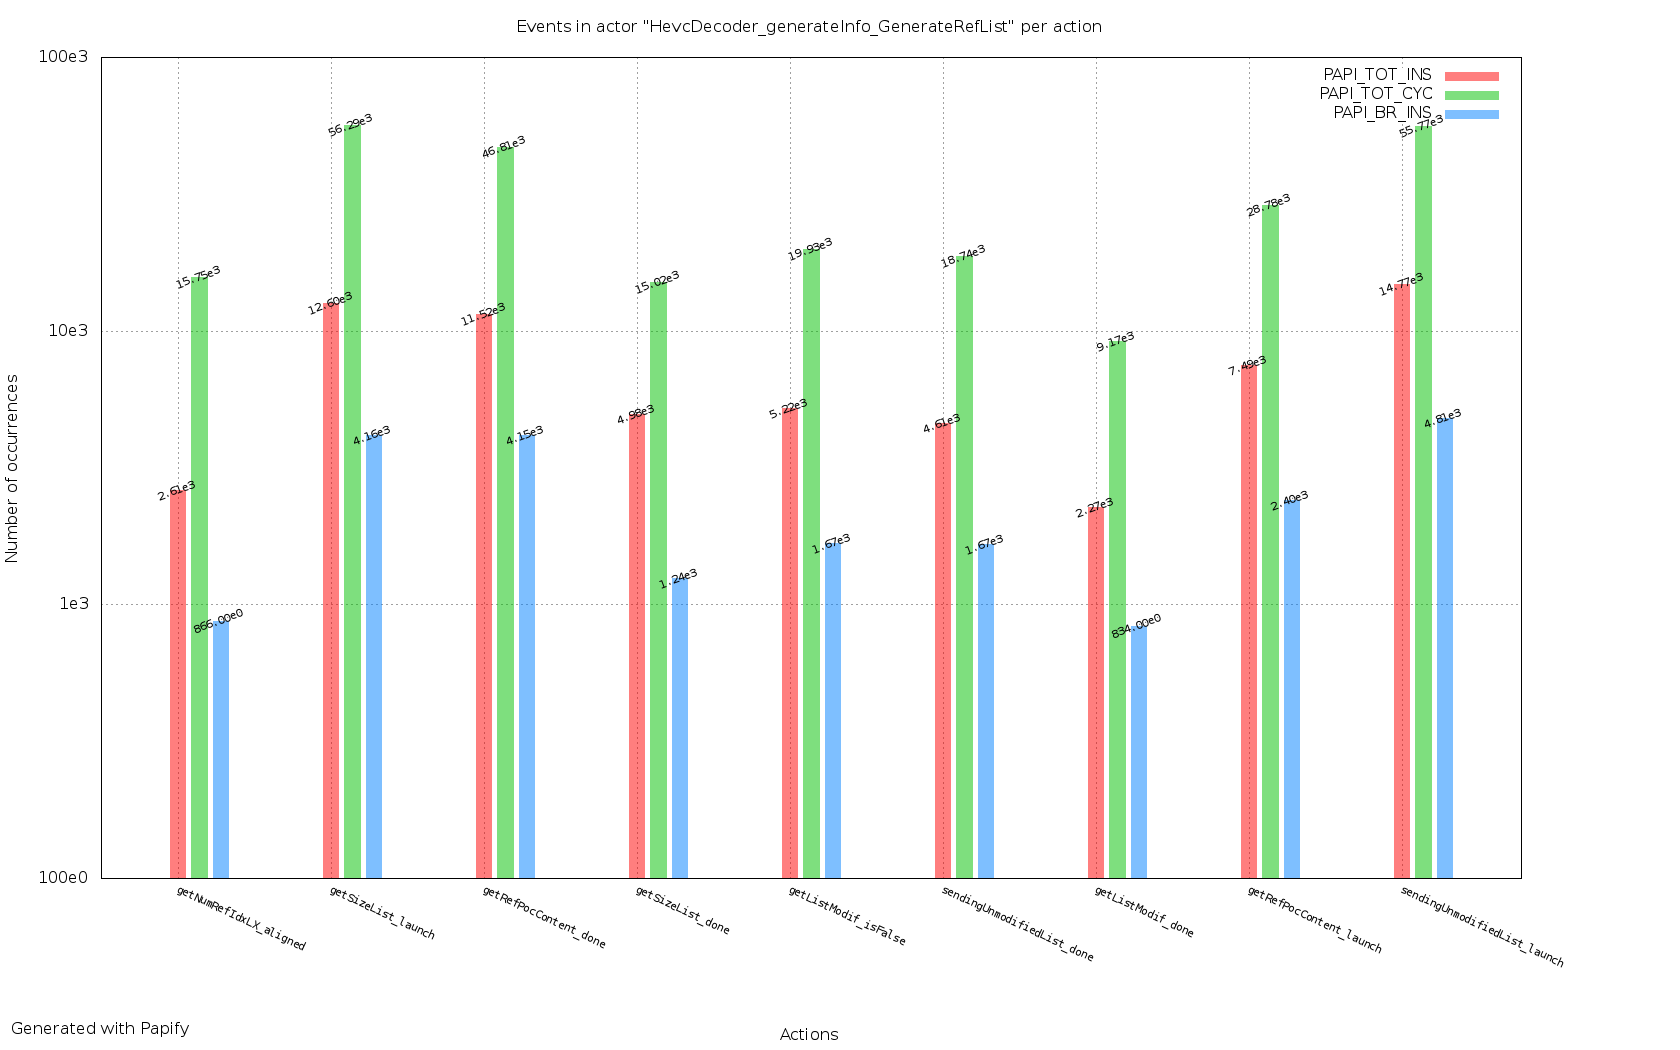 Events in actor "HevcDecoder_generateInfo_GenerateRefList" per action
PAPI_TOT_INS
PAPI_TOT_CYC
PAPI_BR_INS
Number of occurrences
100e3
10e3
1e3
100e0
2.61e3
15.75e3
866.00e0
12.60e3
56.29e3
4.16e3
11.52e3
46.81e3
4.15e3
4.98e3
15.02e3
1.24e3
5.22e3
19.93e3
1.67e3
4.61e3
18.74e3
1.67e3
2.27e3
9.17e3
834.00e0
7.49e3
28.78e3
2.40e3
14.77e3
55.77e3
4.81e3
getNumRefIdxLX_aligned
getSizeList_launch
getRefPocContent_done
getSizeList_done
getListModif_isFalse
sendingUnmodifiedList_done
getListModif_done
getRefPocContent_launch
sendingUnmodifiedList_launch
Actions
Generated with Papify